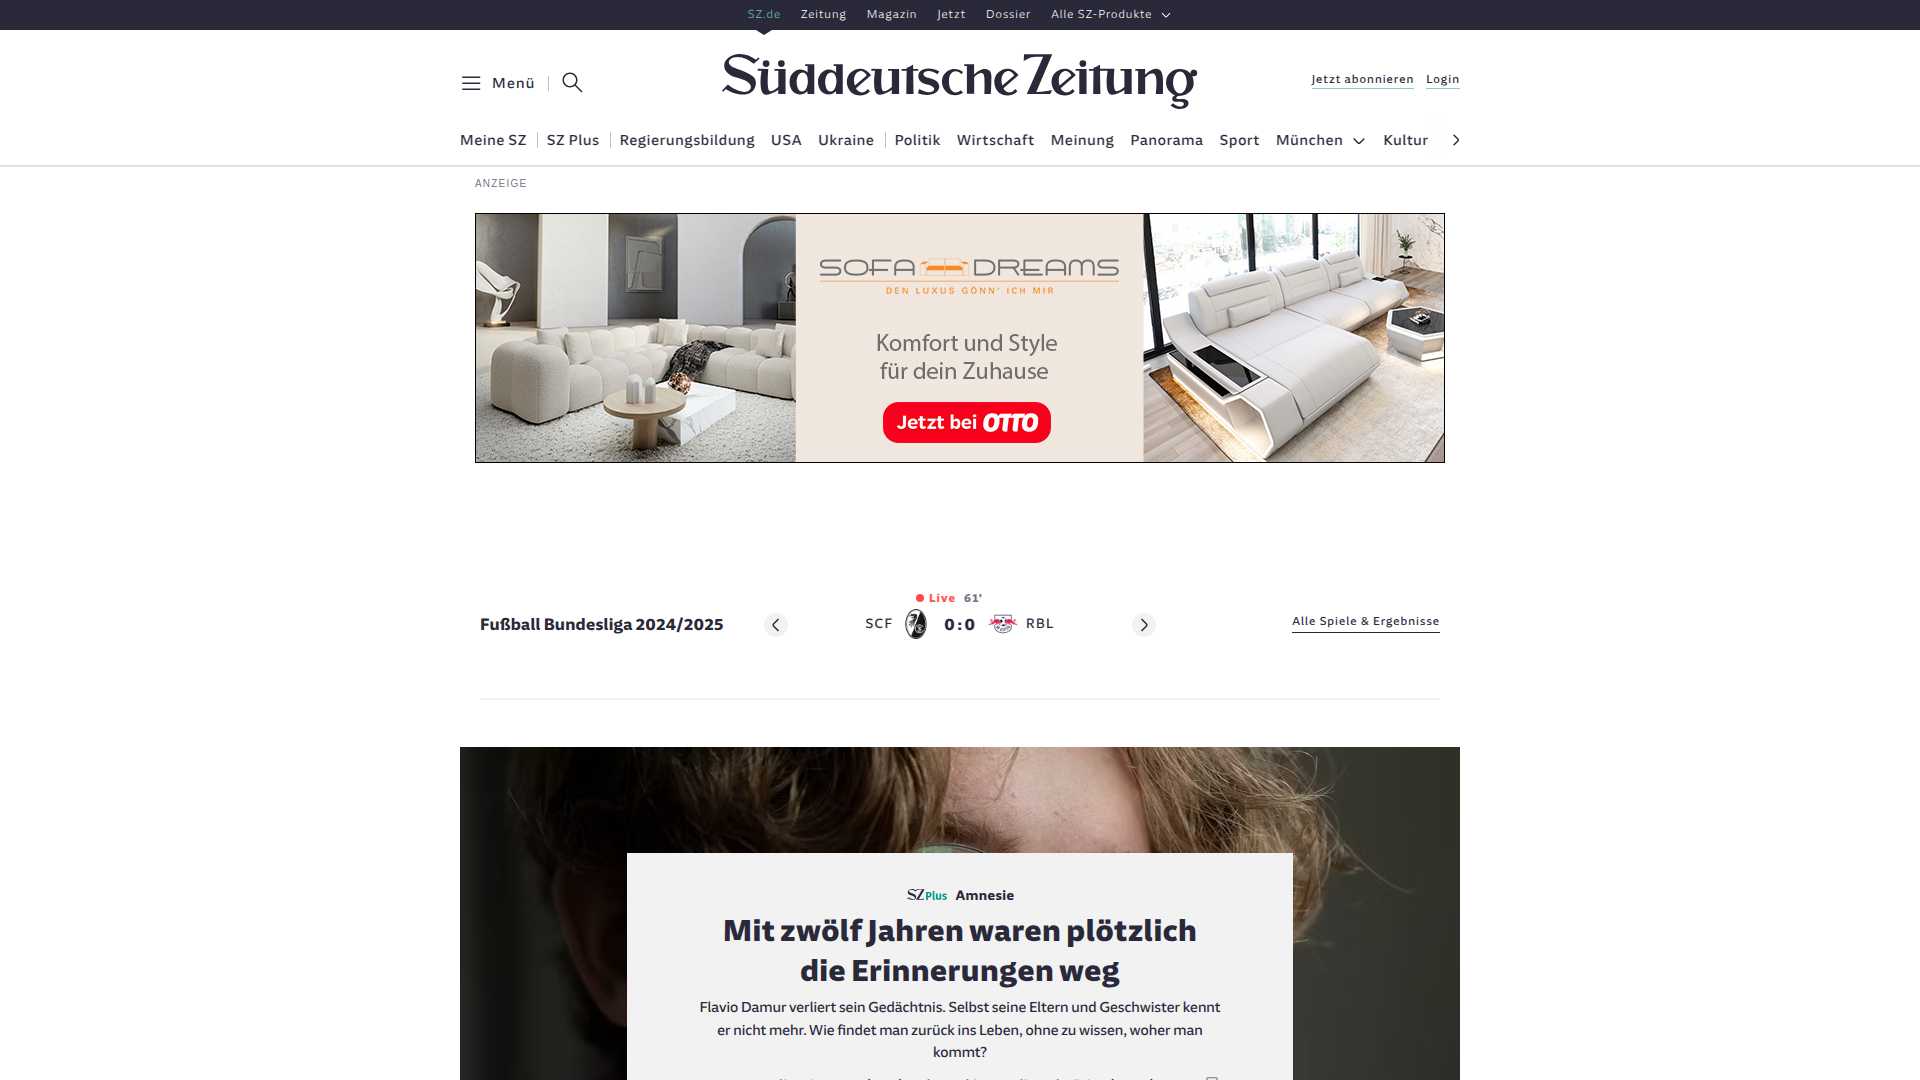 SZ.de Zeitung Magazin Jetzt Dossier Alle SZ-Produkte
Menü
Süddeutsche Zeitung
Jetzt abonnieren Login
Meine SZ SZ Plus Regierungsbildung USA Ukraine Politik Wirtschaft Meinung Panorama Sport München Kultur
ANZEIGE
SOFA DREAMS
DEN LUXUS GÖNN' ICH MIR
Komfort und Style
für dein Zuhause
Jetzt bei OTTO
Live 61'
Fußball Bundesliga 2024/2025
SCF 0:0 RBL
Alle Spiele & Ergebnisse
SZ Plus Amnesie
Mit zwölf Jahren waren plötzlich
die Erinnerungen weg
Flavio Damur verliert sein Gedächtnis. Selbst seine Eltern und Geschwister kennt
er nicht mehr. Wie findet man zurück ins Leben, ohne zu wissen, woher man
kommt?